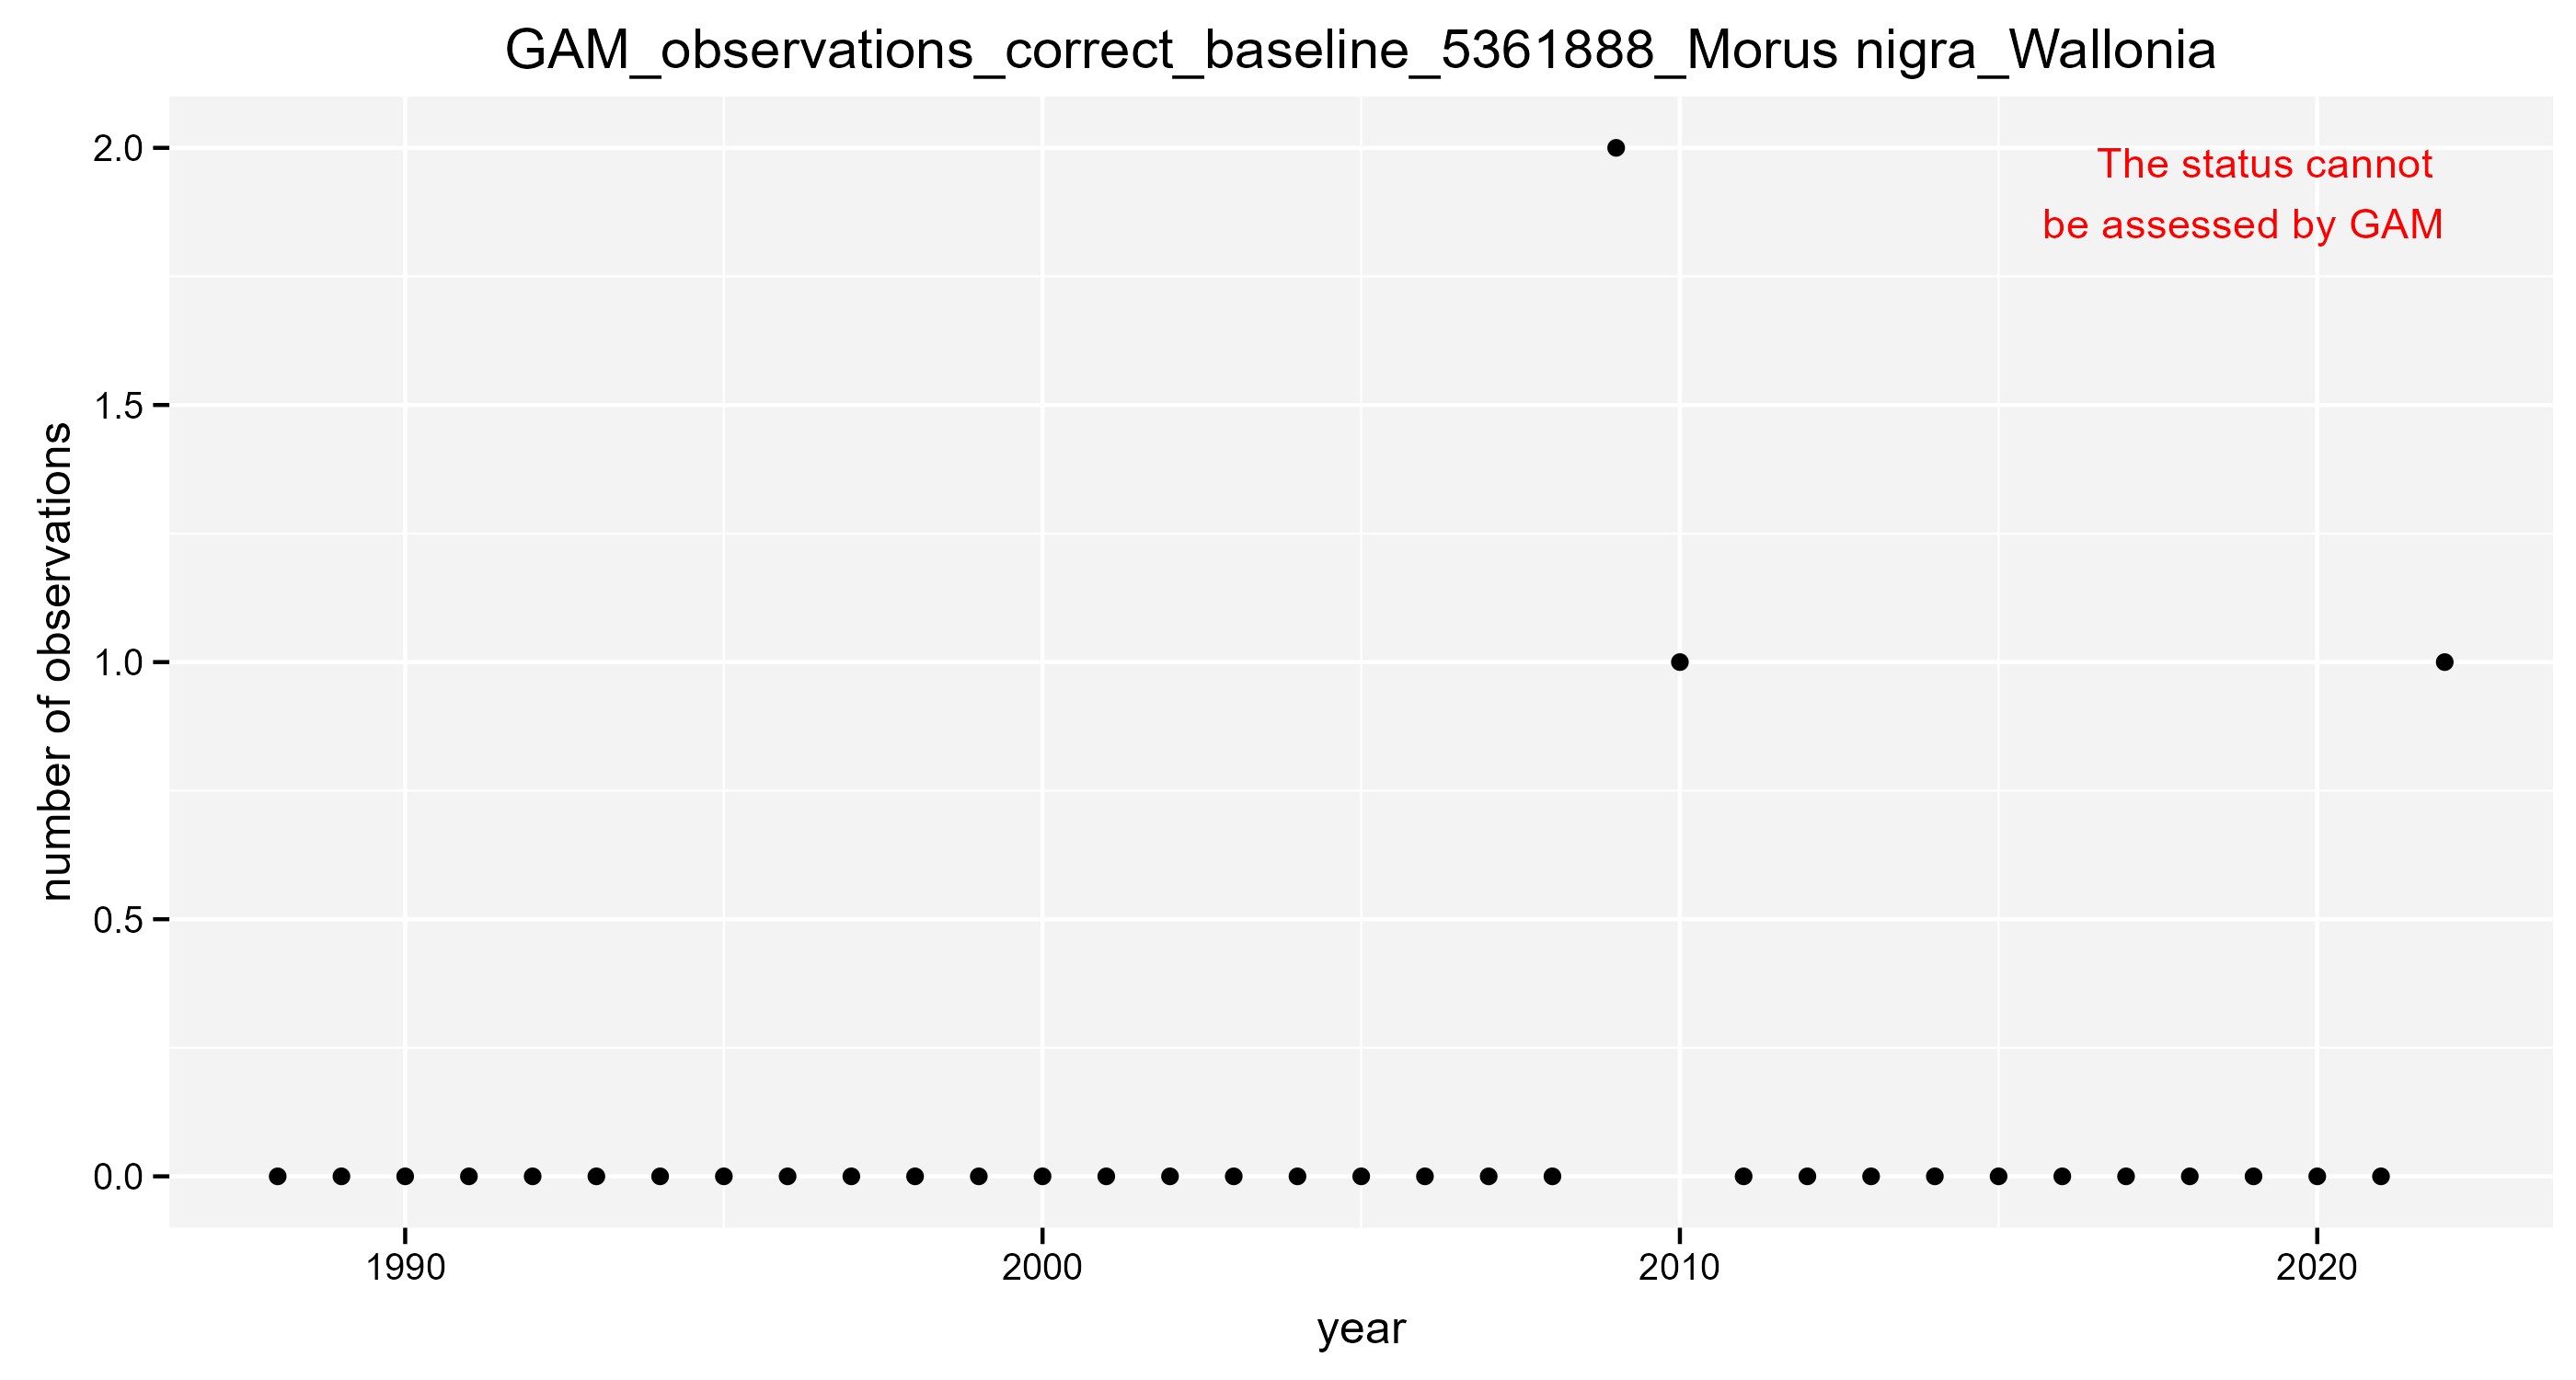 GAM_observations_correct_baseline_5361888_Morus nigra_Wallonia
The status cannot
be assessed by GAM
number of observations
2.0
1.5
1.0
0.5
0.0
1990 2000 2010 2020
year